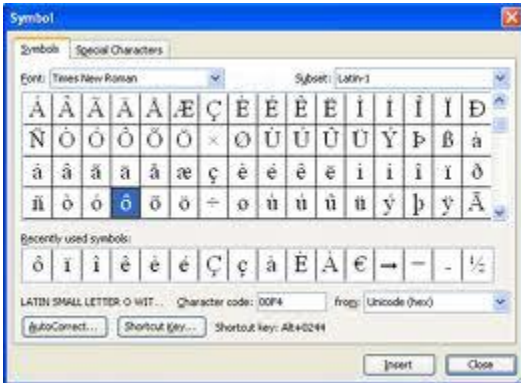 Symbol
Symbols Special Characters
Font: Times New Roman Subset: Latin-1
Á Â Ã Ä Å Æ Ç È É Ê Ë Ì Í Î Ï Ð
Ñ Ò Ó Ô Õ Ö × Ø Ù Ú Û Ü Ý Þ ß à
á â ã ä å æ ç è é ê ë ì í î ï ð
ñ ò ó ô õ ö ÷ ø ù ú û ü ý þ ÿ Ā
Recently used symbols:
ô ï î ê è é Ç ç à À € → ½
LATIN SMALL LETTER O WIT... Character code: 00F4 from: Unicode (hex)
AutoCorrect... Shortcut Key... Shortcut key: Alt+0244
Insert Close